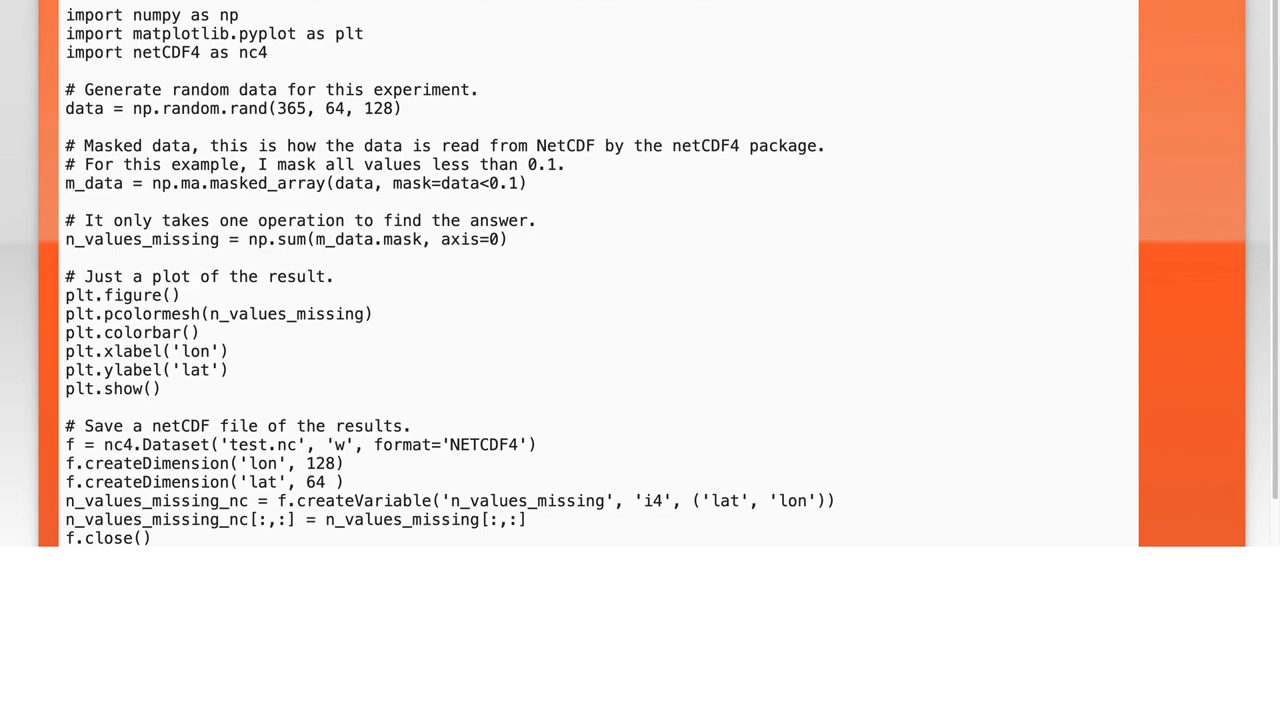 import numpy as np
import matplotlib.pyplot as plt
import netCDF4 as nc4
# Generate random data for this experiment.
data = np.random.rand(365, 64, 128)
# Masked data, this is how the data is read from NetCDF by the netCDF4 package.
# For this example, I mask all values less than 0.1.
m_data = np.ma.masked_array(data, mask=data<0.1)
# It only takes one operation to find the answer.
n_values_missing = np.sum(m_data.mask, axis=0)
# Just a plot of the result.
plt.figure()
plt.pcolormesh(n_values_missing)
plt.colorbar()
plt.xlabel('lon')
plt.ylabel('lat')
plt.show()
# Save a netCDF file of the results.
f = nc4.Dataset('test.nc', 'w', format='NETCDF4')
f.createDimension('lon', 128)
f.createDimension('lat', 64 )
n_values_missing_nc = f.createVariable('n_values_missing', 'i4', ('lat', 'lon'))
n_values_missing_nc[:,:] = n_values_missing[:,:]
f.close()